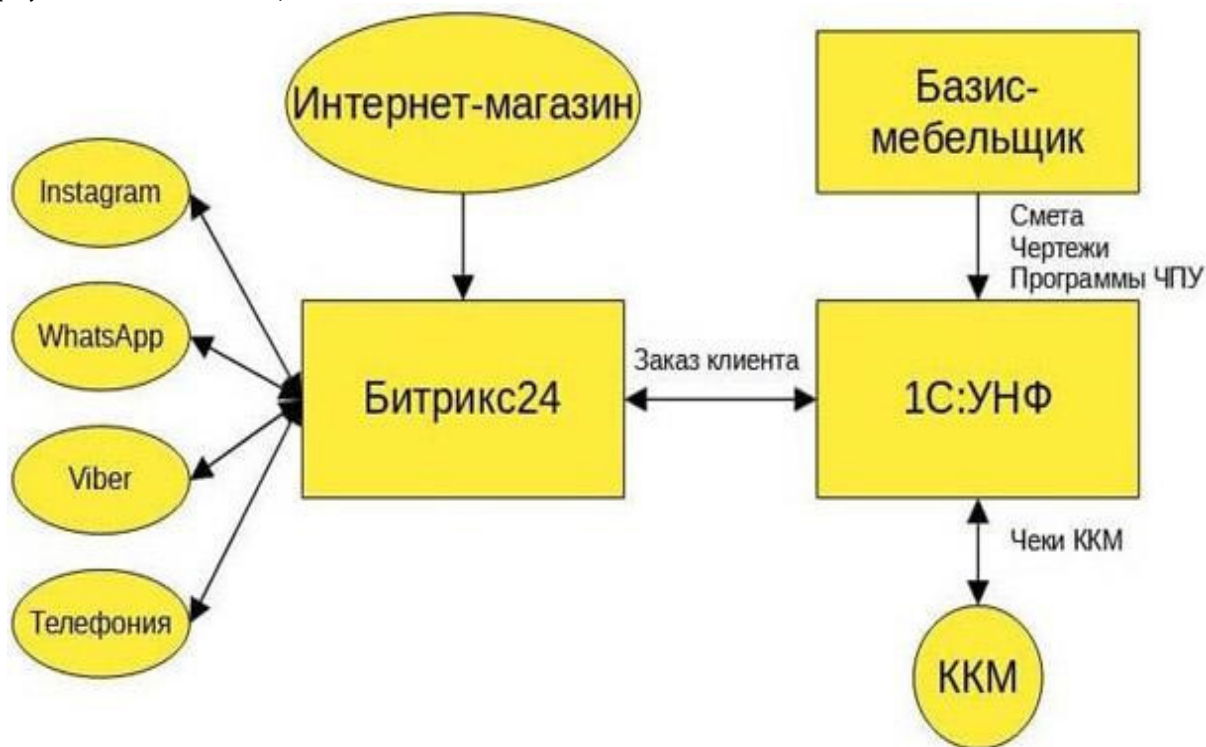 Интернет-магазин
Базис-
мебельщик
Instagram
Смета
Чертежи
Программы ЧПУ
WhatsApp
Заказ клиента
Битрикс24
1С:УНФ
Viber
Чеки ККМ
Телефония
ККМ